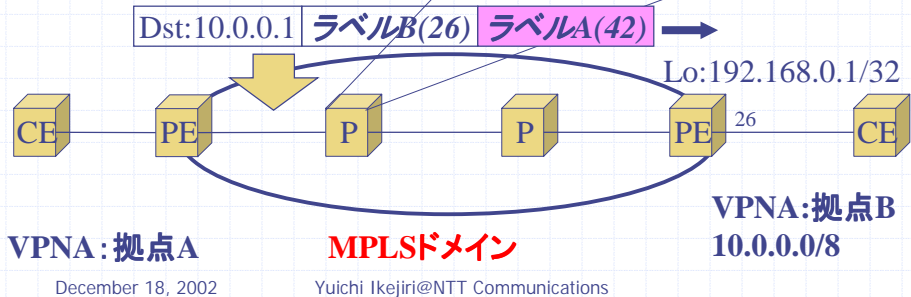 Dst:10.0.0.1 ラベルB(26) ラベルA(42)
Lo:192.168.0.1/32
CE PE P P PE 26 CE
VPNA:拠点B
10.0.0.0/8
VPNA:拠点A MPLSドメイン
December 18, 2002 Yuichi Ikejiri@NTT Communications